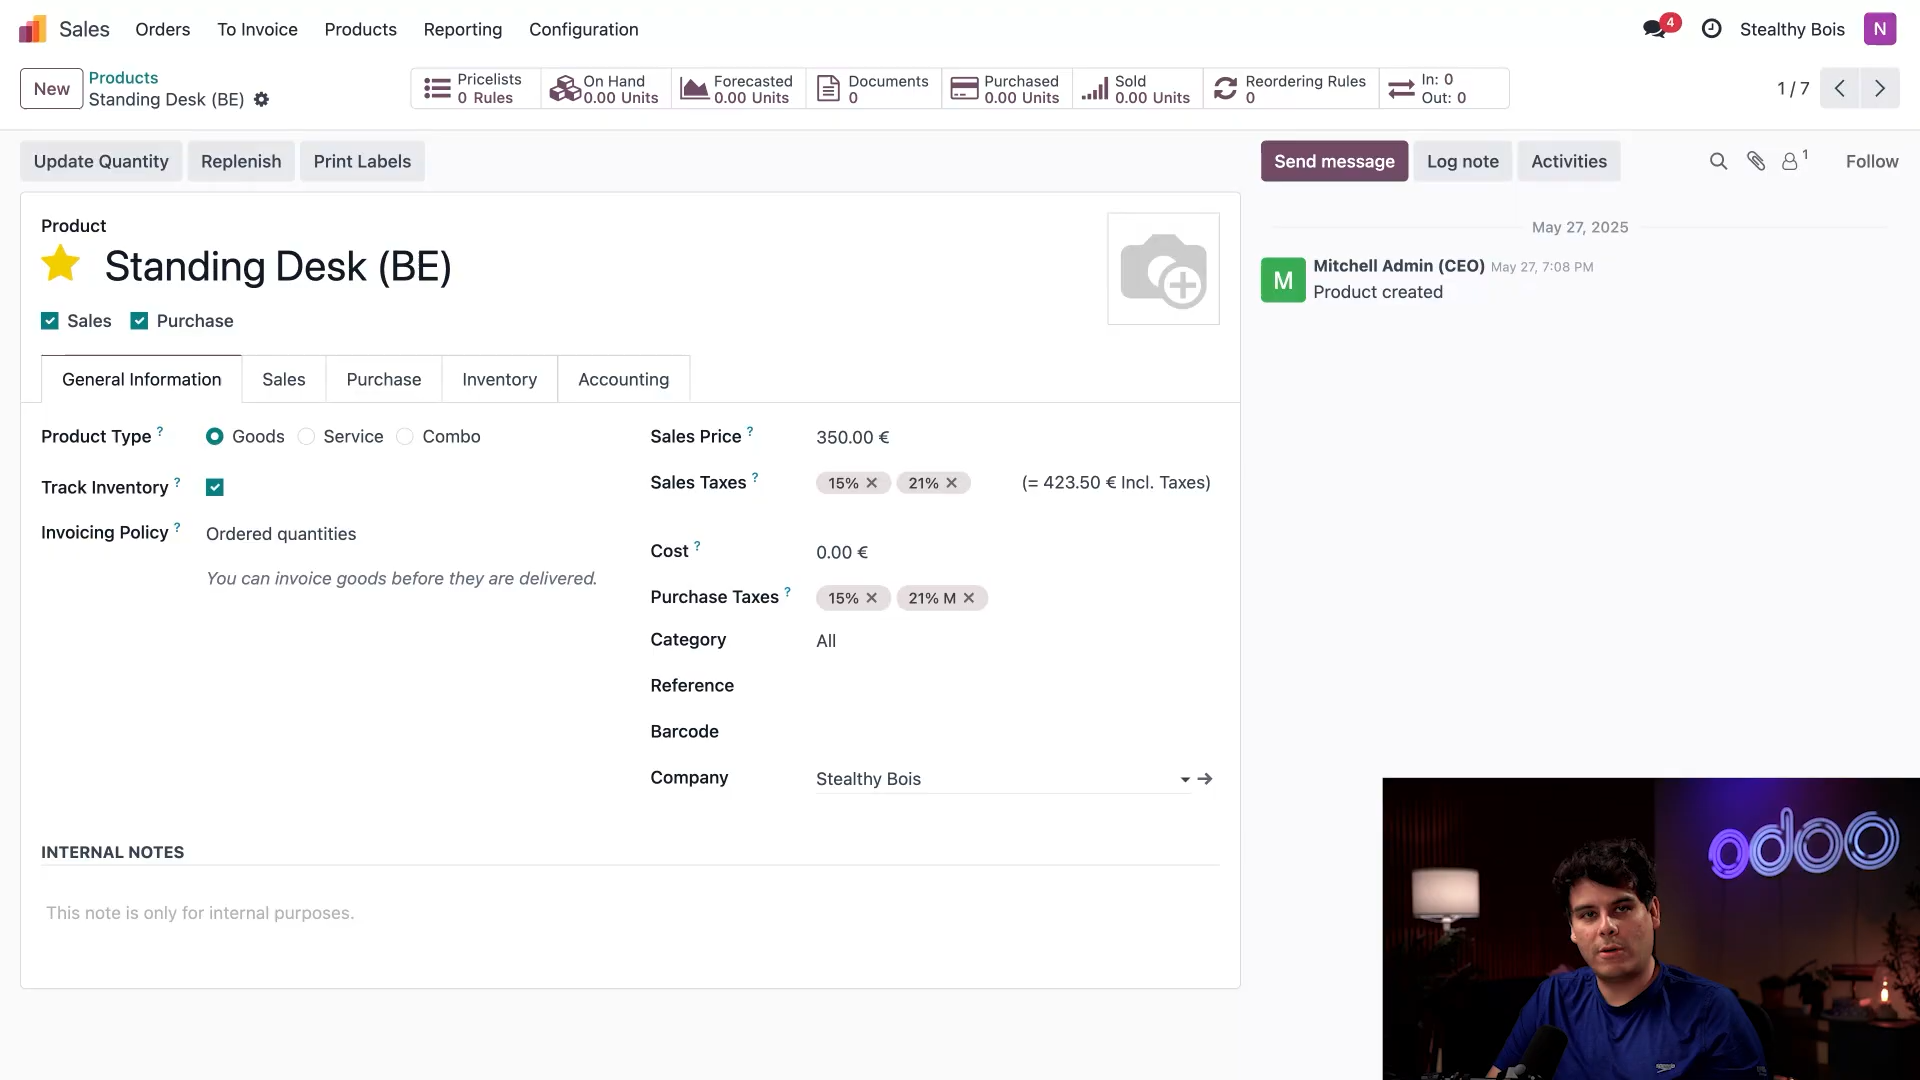 Sales Orders To Invoice Products Reporting Configuration
4 Stealthy Bois N
New
Products
Standing Desk (BE)
Pricelists
0 Rules
On Hand
0.00 Units
Forecasted
0.00 Units
Documents
0
Purchased
0.00 Units
Sold
0.00 Units
Reordering Rules
0
In: 0
Out: 0
1 / 7
Update Quantity Replenish Print Labels
Send message Log note Activities 1 Follow
Product
Standing Desk (BE)
Sales Purchase
General Information Sales Purchase Inventory Accounting
Product Type ? Goods Service Combo
Track Inventory ?
Invoicing Policy ? Ordered quantities
You can invoice goods before they are delivered.
Sales Price ? 350.00 €
Sales Taxes ? 15% 21% (= 423.50 € Incl. Taxes)
Cost ? 0.00 €
Purchase Taxes ? 15% 21% M
Category All
Reference
Barcode
Company Stealthy Bois
INTERNAL NOTES
This note is only for internal purposes.
May 27, 2025
M
Mitchell Admin (CEO) May 27, 7:08 PM
Product created
odoo